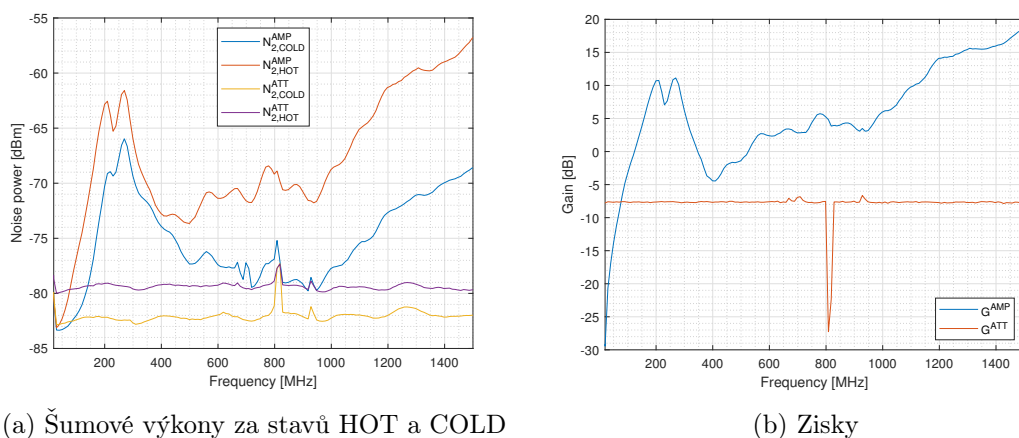 -55
-60
-65
-70
-75
-80
-85
Noise power [dBm]
N2,COLD^AMP
N2,HOT^AMP
N2,COLD^ATT
N2,HOT^ATT
200 400 600 800 1000 1200 1400
Frequency [MHz]
(a) Šumové výkony za stavů HOT a COLD
20
15
10
5
0
-5
-10
-15
-20
-25
-30
Gain [dB]
G^AMP
G^ATT
200 400 600 800 1000 1200 1400
Frequency [MHz]
(b) Zisky